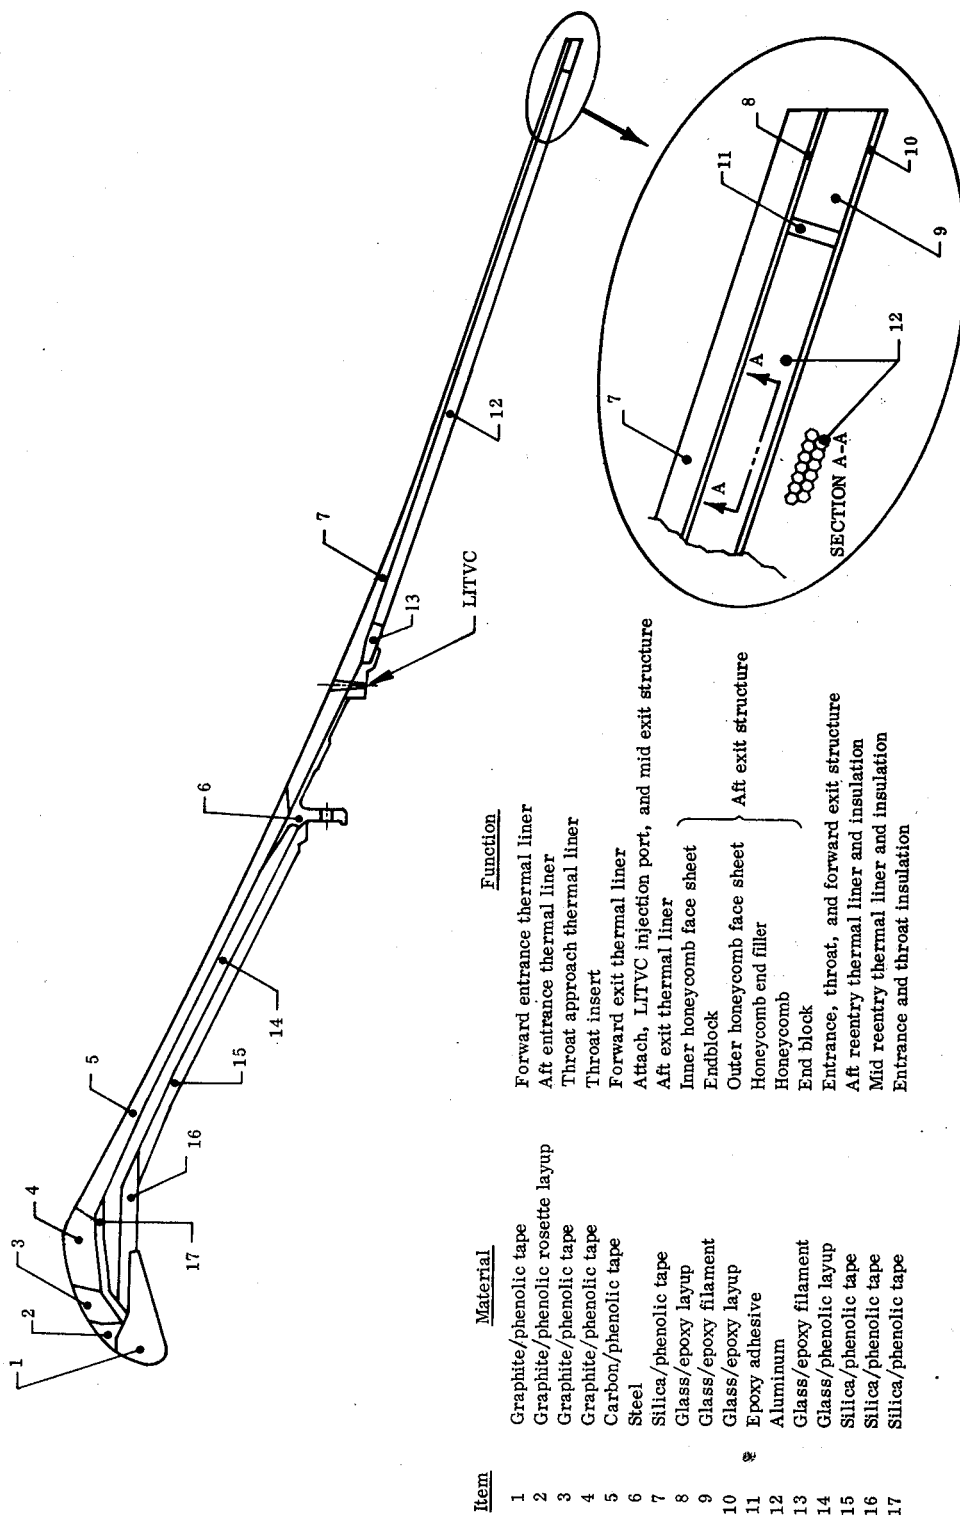 1
2
3
4
5
6
7
8
11
10
9
12
7
A
A
SECTION A-A
12
13
LITVC
14
15
16
17
Item Material Function
1 Graphite/phenolic tape Forward entrance thermal liner
2 Graphite/phenolic rosette layup Aft entrance thermal liner
3 Graphite/phenolic tape Throat approach thermal liner
4 Graphite/phenolic tape Throat insert
5 Carbon/phenolic tape Forward exit thermal liner
6 Steel Attach, LITVC injection port, and mid exit structure
7 Silica/phenolic tape Aft exit thermal liner
8 Glass/epoxy layup Inner honeycomb face sheet
9 Glass/epoxy filament Endblock
10 Glass/epoxy layup Outer honeycomb face sheet
11 Epoxy adhesive Honeycomb end filler
12 Aluminum Honeycomb
13 Glass/epoxy filament End block
14 Glass/phenolic layup Entrance, throat, and forward exit structure
15 Silica/phenolic tape Aft reentry thermal liner and insulation
16 Silica/phenolic tape Mid reentry thermal liner and insulation
17 Silica/phenolic tape Entrance and throat insulation
Aft exit structure